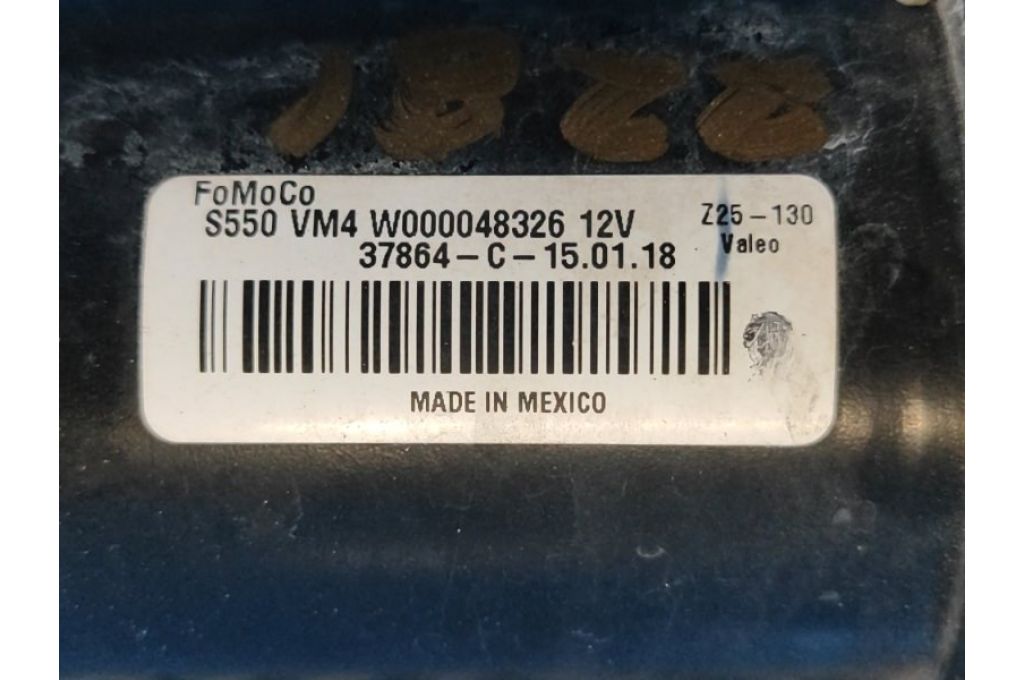 1822
FoMoCo
S550 VM4 W000048326 12V
Z25-130
37864-C-15.01.18
Valeo
MADE IN MEXICO